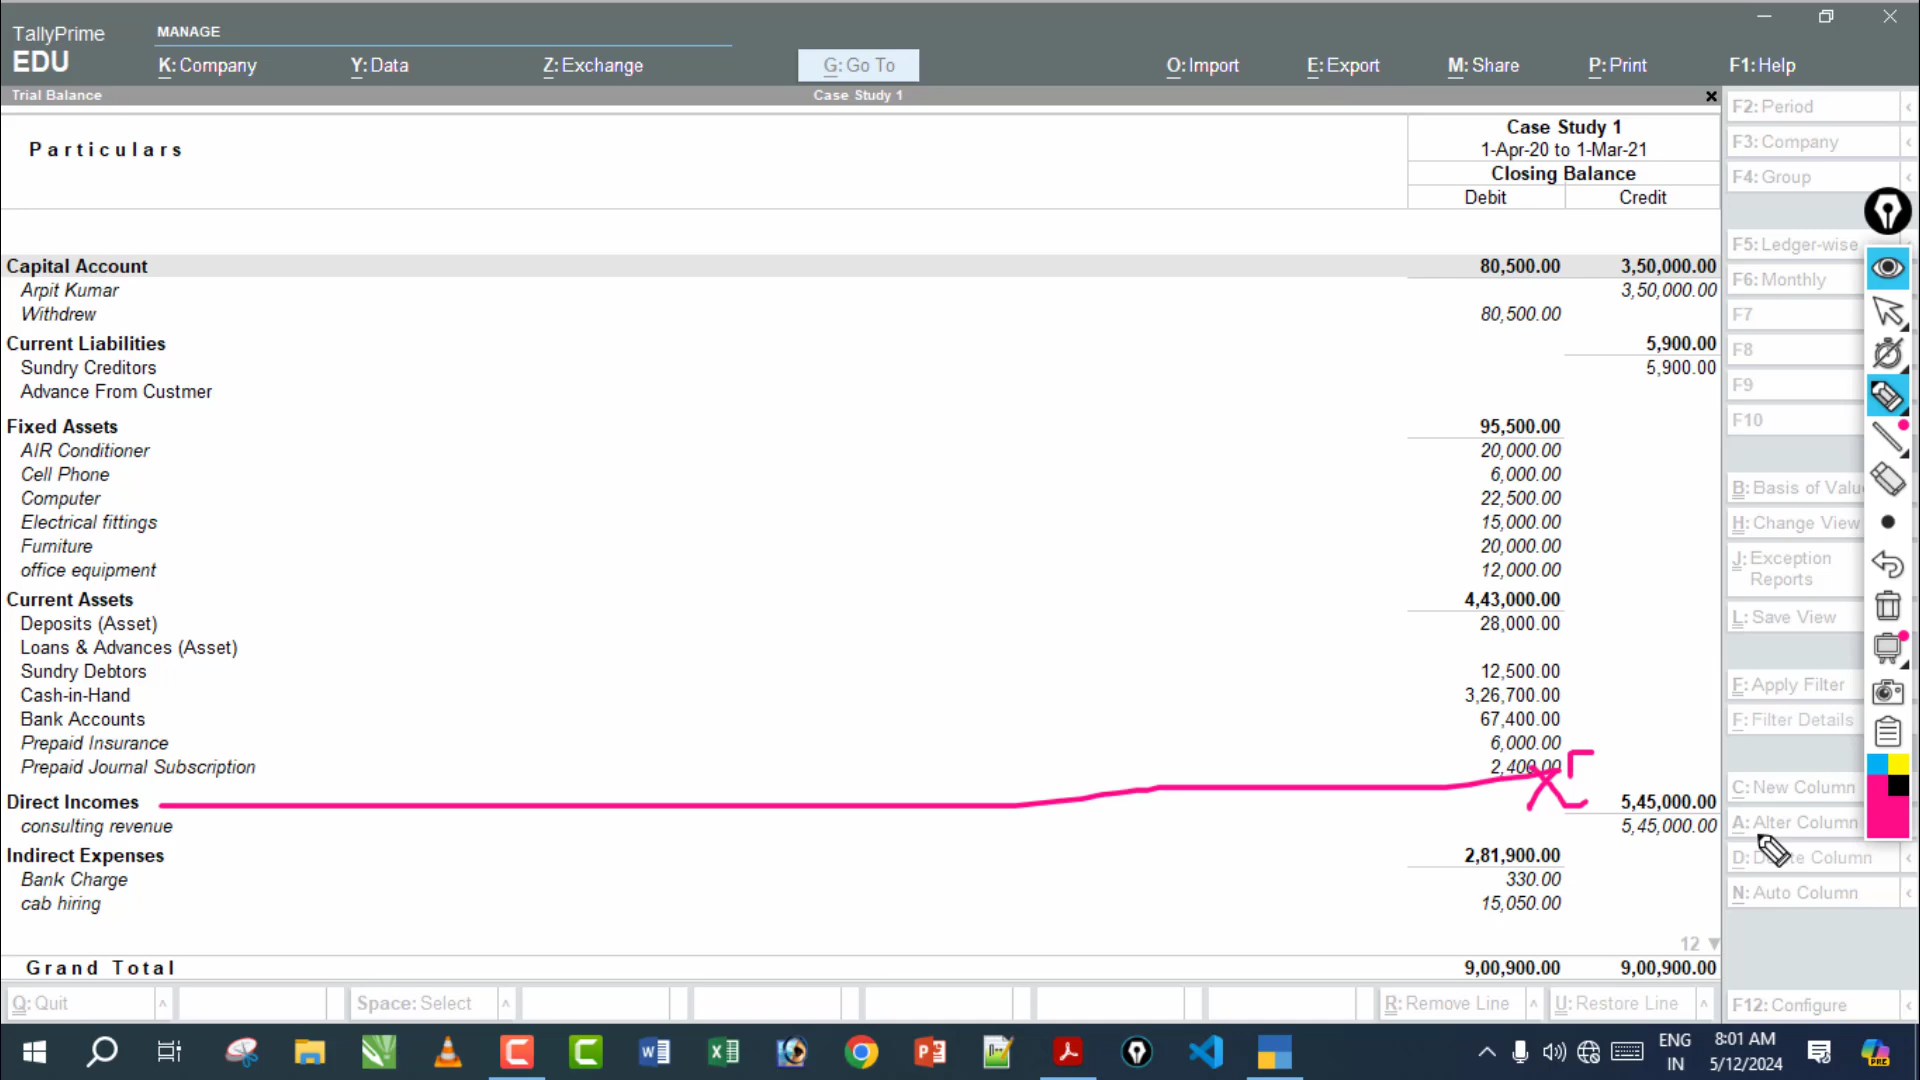 TallyPrime
EDU
MANAGE
K: Company
Y: Data
Z: Exchange
G: Go To
O: Import
E: Export
M: Share
P: Print
F1: Help
Trial Balance
Case Study 1
Particulars
Case Study 1
1-Apr-20 to 1-Mar-21
Closing Balance
Debit Credit
Capital Account 80,500.00 3,50,000.00
Arpit Kumar 3,50,000.00
Withdrew 80,500.00
Current Liabilities 5,900.00
Sundry Creditors 5,900.00
Advance From Custmer
Fixed Assets 95,500.00
AIR Conditioner 20,000.00
Cell Phone 6,000.00
Computer 22,500.00
Electrical fittings 15,000.00
Furniture 20,000.00
office equipment 12,000.00
Current Assets 4,43,000.00
Deposits (Asset) 28,000.00
Loans & Advances (Asset)
Sundry Debtors 12,500.00
Cash-in-Hand 3,26,700.00
Bank Accounts 67,400.00
Prepaid Insurance 6,000.00
Prepaid Journal Subscription 2,400.00
Direct Incomes 5,45,000.00
consulting revenue 5,45,000.00
Indirect Expenses 2,81,900.00
Bank Charge 330.00
cab hiring 15,050.00
12
Grand Total 9,00,900.00 9,00,900.00
Q: Quit
Space: Select
R: Remove Line
U: Restore Line
F2: Period
F3: Company
F4: Group
F5: Ledger-wise
F6: Monthly
F7
F8
F9
F10
B: Basis of Valu
H: Change View
J: Exception
Reports
L: Save View
F: Apply Filter
F: Filter Details
C: New Column
A: Alter Column
D: Column
N: Auto Column
F12: Configure
ENG
IN
8:01 AM
5/12/2024